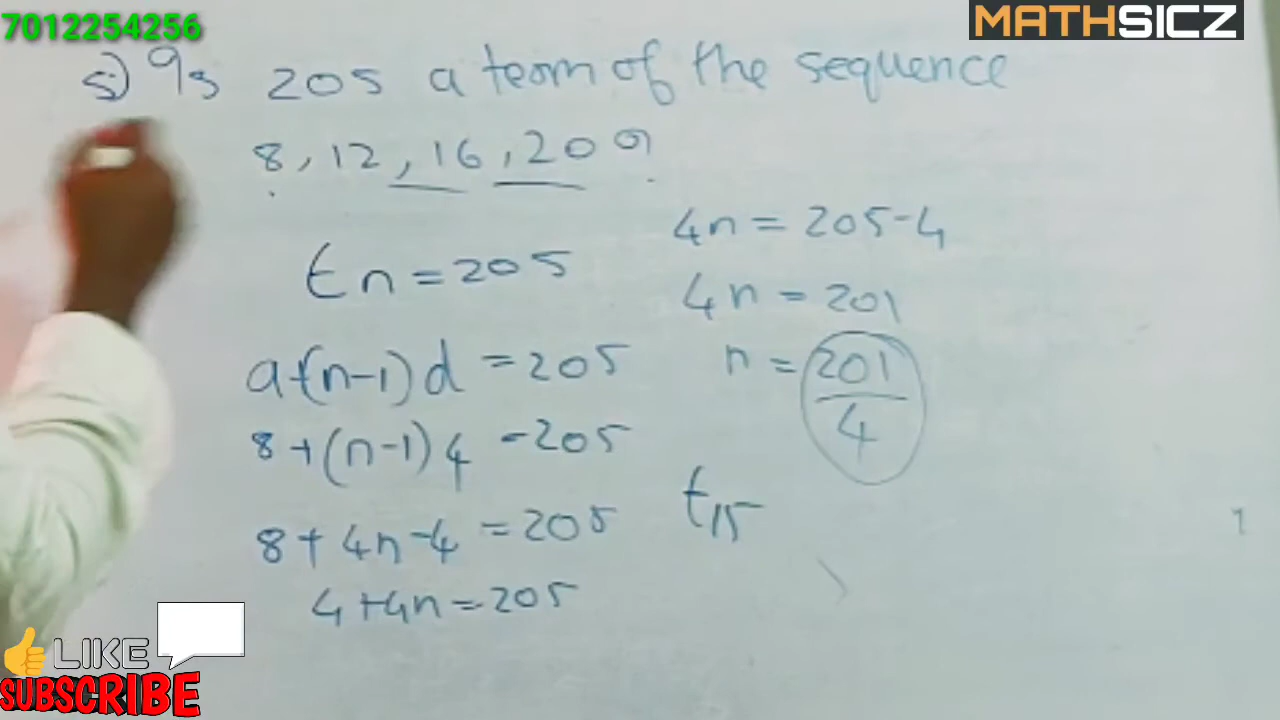 7012254256
MATHSICZ
5) Is 205 a term of the sequence
8, 12, 16, 20
tn = 205
a+(n-1)d = 205
8+(n-1)4 = 205
8+4n-4 = 205
4+4n=205
4n = 205-4
4n = 201
n = 201/4
t15
LIKE
SUBSCRIBE